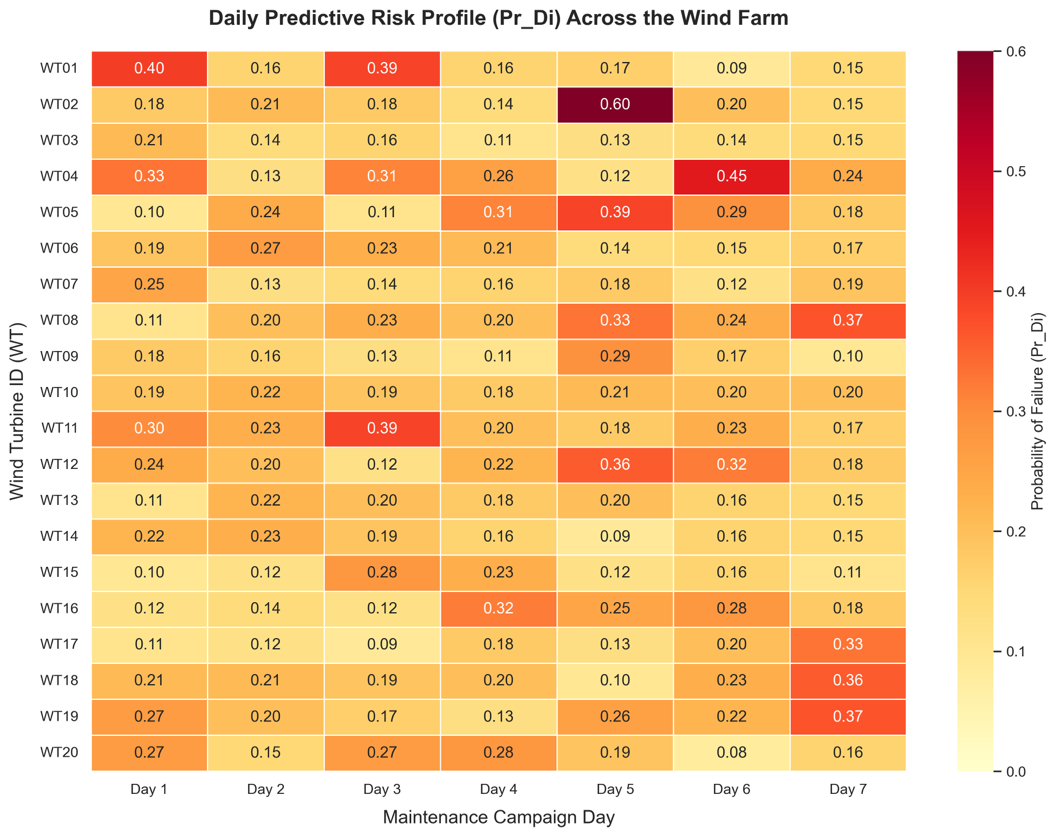 Daily Predictive Risk Profile (Pr_Di) Across the Wind Farm
WT01 0.40 0.16 0.39 0.16 0.17 0.09 0.15
WT02 0.18 0.21 0.18 0.14 0.60 0.20 0.15
WT03 0.21 0.14 0.16 0.11 0.13 0.14 0.15
WT04 0.33 0.13 0.31 0.26 0.12 0.45 0.24
WT05 0.10 0.24 0.11 0.31 0.39 0.29 0.18
WT06 0.19 0.27 0.23 0.21 0.14 0.15 0.17
WT07 0.25 0.13 0.14 0.16 0.18 0.12 0.19
WT08 0.11 0.20 0.23 0.20 0.33 0.24 0.37
WT09 0.18 0.16 0.13 0.11 0.29 0.17 0.10
WT10 0.19 0.22 0.19 0.18 0.21 0.20 0.20
WT11 0.30 0.23 0.39 0.20 0.18 0.23 0.17
WT12 0.24 0.20 0.12 0.22 0.36 0.32 0.18
WT13 0.11 0.22 0.20 0.18 0.20 0.16 0.15
WT14 0.22 0.23 0.19 0.16 0.09 0.16 0.15
WT15 0.10 0.12 0.28 0.23 0.12 0.16 0.11
WT16 0.12 0.14 0.12 0.32 0.25 0.28 0.18
WT17 0.11 0.12 0.09 0.18 0.13 0.20 0.33
WT18 0.21 0.21 0.19 0.20 0.10 0.23 0.36
WT19 0.27 0.20 0.17 0.13 0.26 0.22 0.37
WT20 0.27 0.15 0.27 0.28 0.19 0.08 0.16
Day 1 Day 2 Day 3 Day 4 Day 5 Day 6 Day 7
Maintenance Campaign Day
Wind Turbine ID (WT)
0.6
0.5
0.4
0.3
0.2
0.1
0.0
Probability of Failure (Pr_Di)